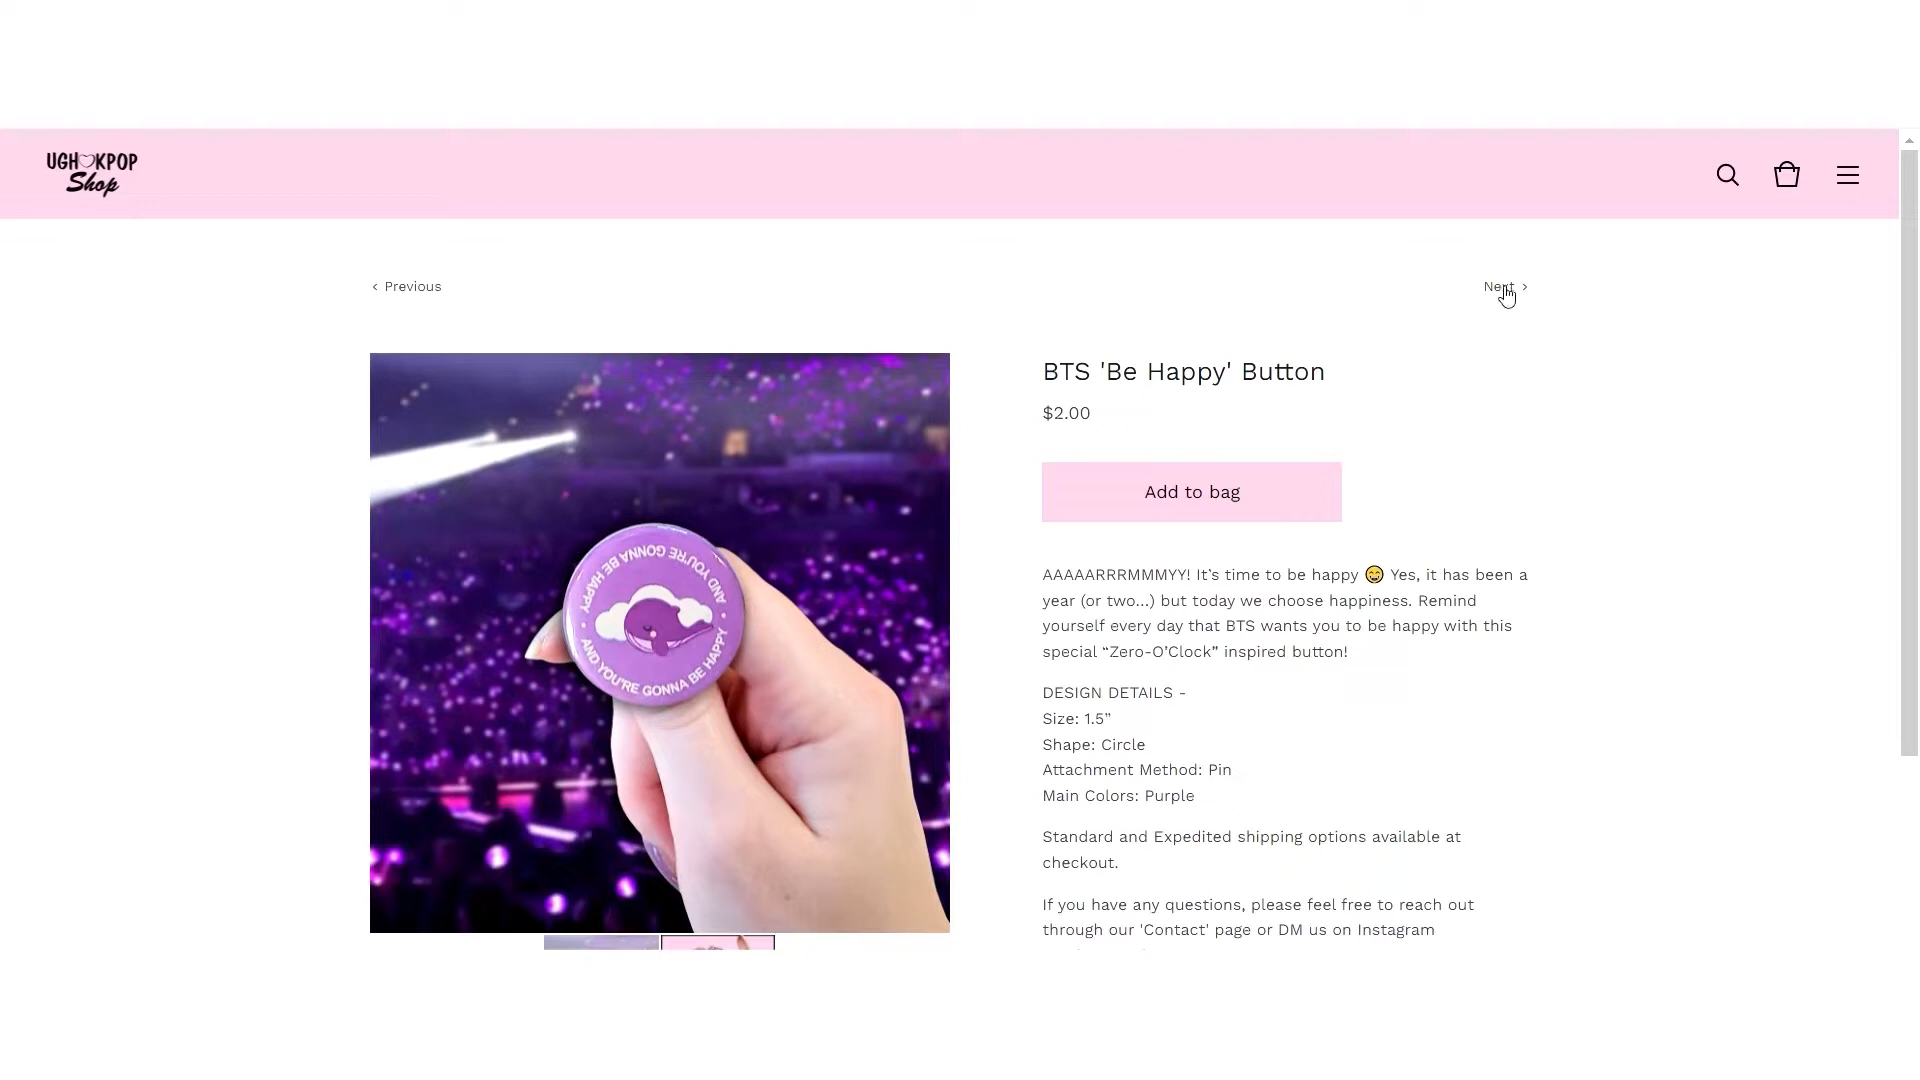 UGH KPOP
Shop
< Previous
Next >
BTS 'Be Happy' Button
$2.00
Add to bag
AND YOU'RE GONNA BE HAPPY
AND YOU'RE GONNA BE HAPPY
AAAAARRRMMMYY! It’s time to be happy 😄 Yes, it has been a
year (or two...) but today we choose happiness. Remind
yourself every day that BTS wants you to be happy with this
special “Zero-O’Clock” inspired button!
DESIGN DETAILS -
Size: 1.5”
Shape: Circle
Attachment Method: Pin
Main Colors: Purple
Standard and Expedited shipping options available at
checkout.
If you have any questions, please feel free to reach out
through our 'Contact' page or DM us on Instagram